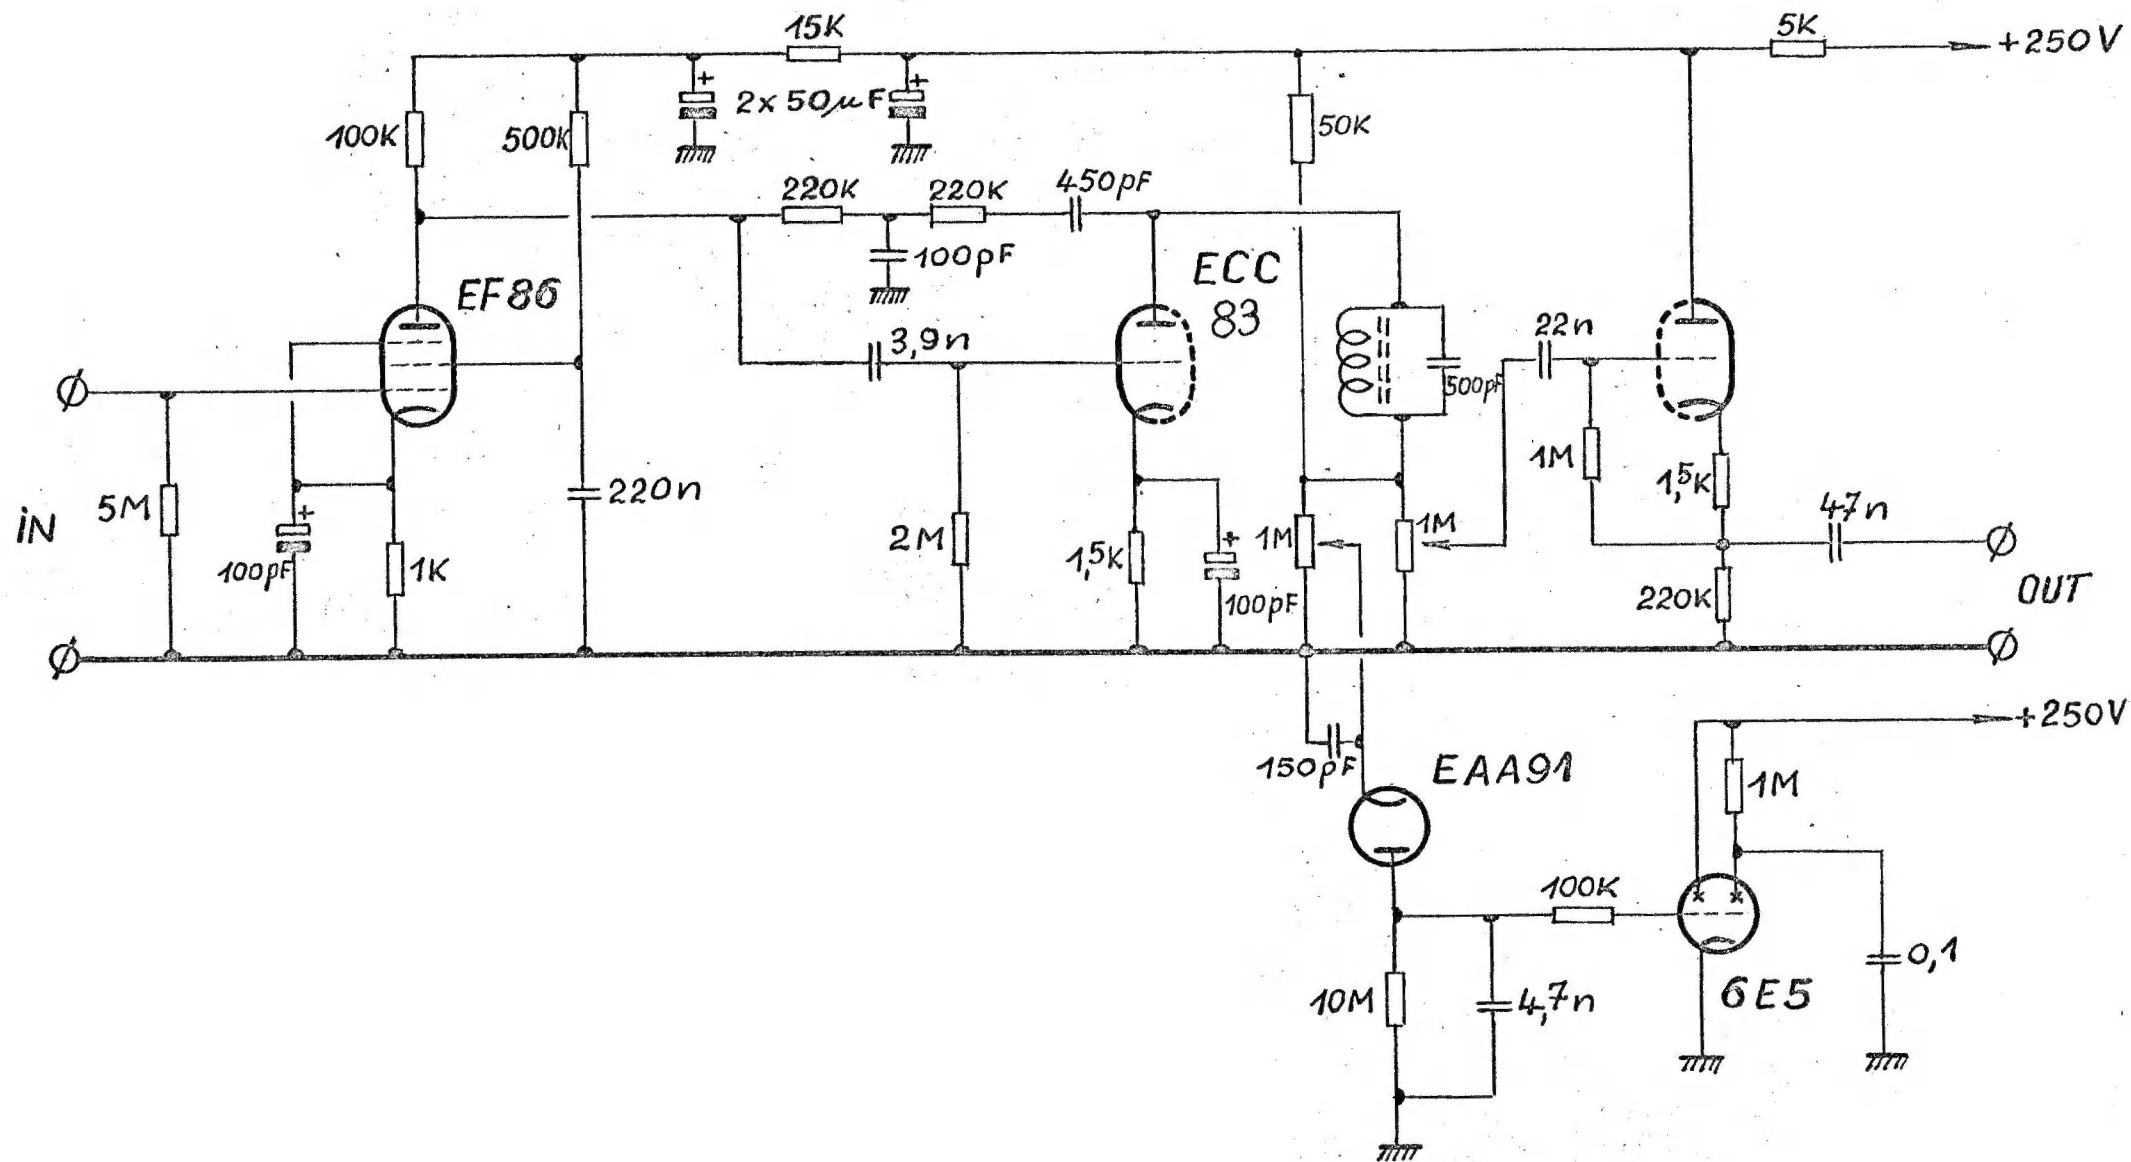 15K
5K
+250V
+
2x50µF
+
100K
500K
50K
220K
220K
450pF
100pF
ECC
83
EF86
3,9n
22n
500pF
1M
1,5K
47n
iN
5M
+
100pF
1K
220n
2M
1,5K
+
100pF
1M
1M
220K
OUT
+250V
150pF
EAA91
1M
100K
10M
4,7n
6E5
0,1